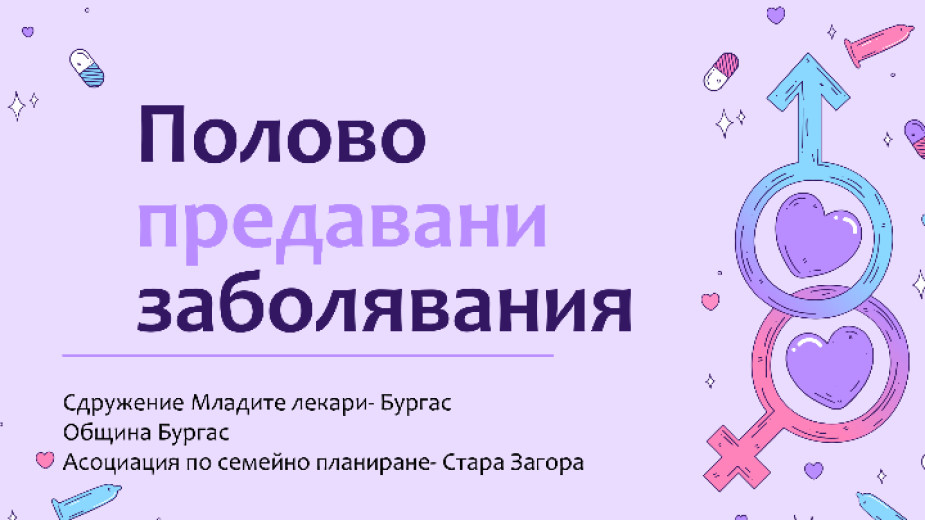 Полово
предавани
заболявания
Сдружение Младите лекари- Бургас
Община Бургас
Асоциация по семейно планиране- Стара Загора